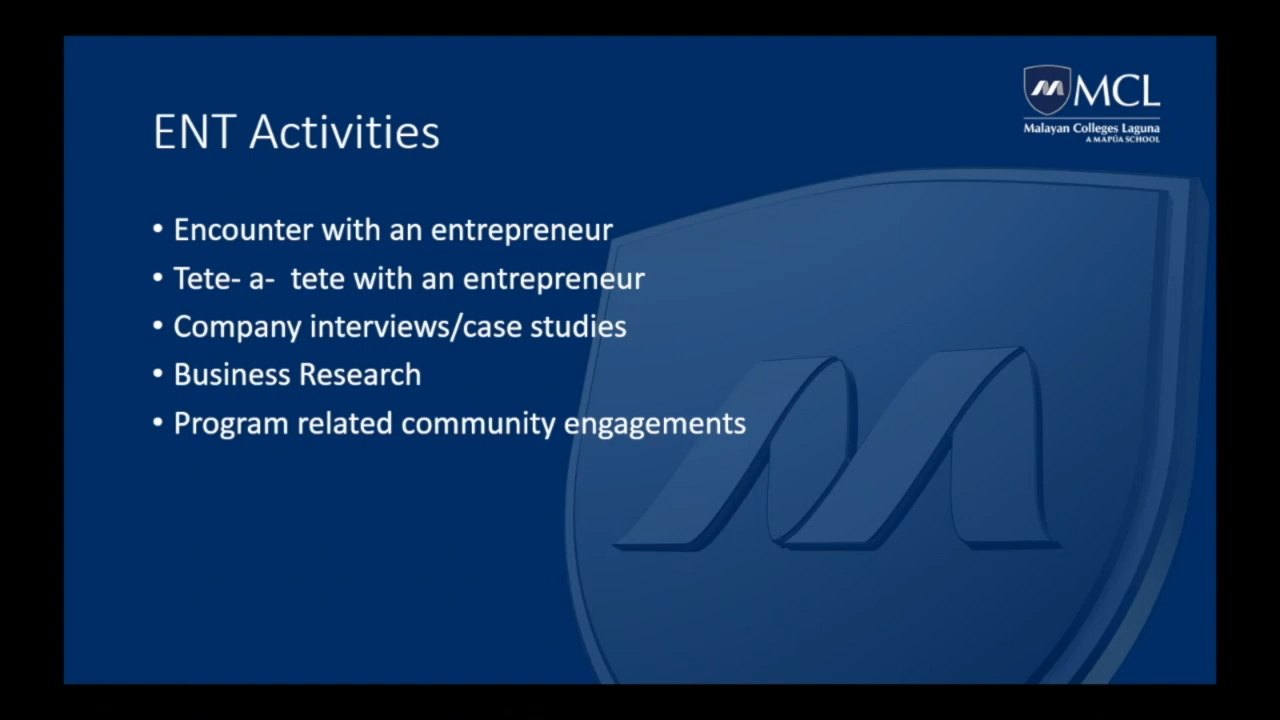 MCL
Malayan Colleges Laguna
A MAPÚA SCHOOL
ENT Activities
• Encounter with an entrepreneur
• Tete- a-  tete with an entrepreneur
• Company interviews/case studies
• Business Research
• Program related community engagements